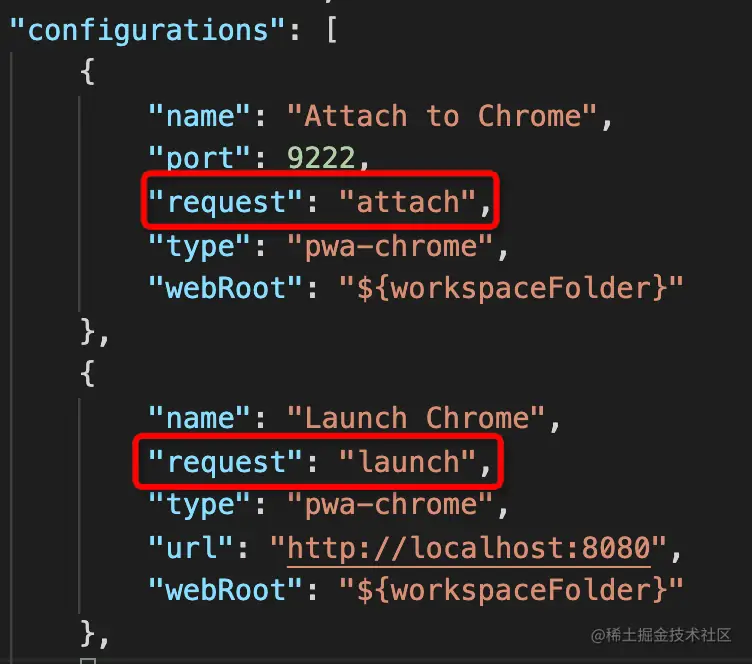 "configurations": [
{
"name": "Attach to Chrome",
"port": 9222,
"request": "attach",
"type": "pwa-chrome",
"webRoot": "${workspaceFolder}"
},
{
"name": "Launch Chrome",
"request": "launch",
"type": "pwa-chrome",
"url": "http://localhost:8080",
"webRoot": "${workspaceFolder}"
},
@稀土掘金技术社区